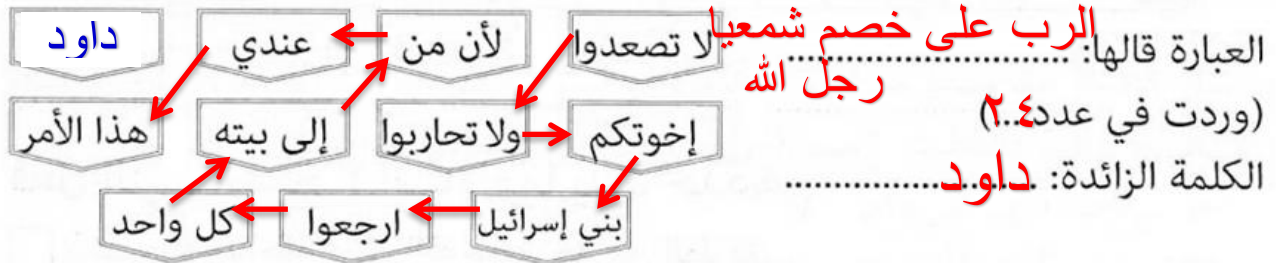 العبارة قالها: الرب على خصم شمعيا
رجل الله
(وردت في عدد ٢٤)
الكلمة الزائدة: داود
لا تصعدوا
لأن من
عندي
داود
إخوتكم
ولا تحاربوا
إلى بيته
هذا الأمر
بني إسرائيل
ارجعوا
كل واحد